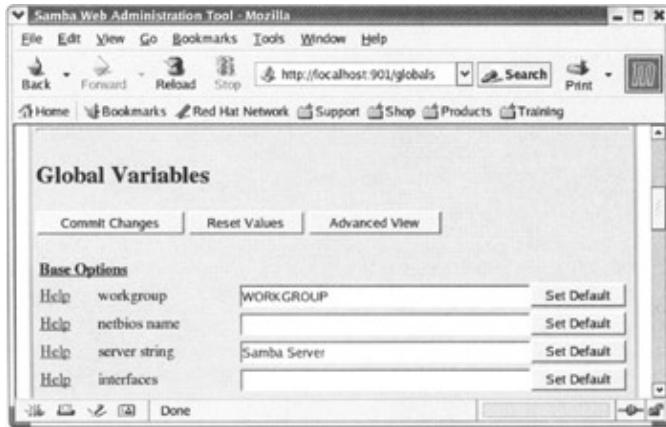 Samba Web Administration Tool - Mozilla
File Edit View Go Bookmarks Tools Window Help
Back Forward Reload Stop http://localhost:901/globals Search Print
Home Bookmarks Red Hat Network Support Shop Products Training
Global Variables
Commit Changes Reset Values Advanced View
Base Options
Help workgroup WORKGROUP Set Default
Help netbios name Set Default
Help server string Samba Server Set Default
Help interfaces Set Default
Done